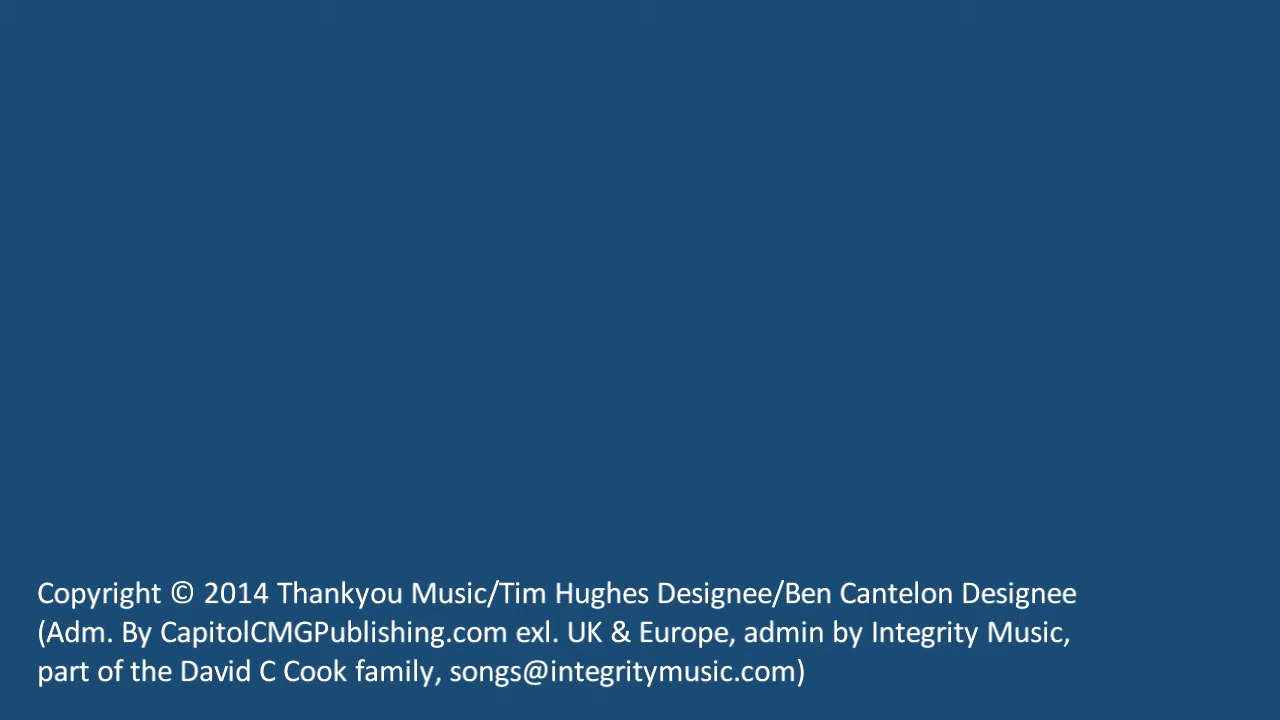 Copyright © 2014 Thankyou Music/Tim Hughes Designee/Ben Cantelon Designee
(Adm. By CapitolCMGPublishing.com exl. UK & Europe, admin by Integrity Music,
part of the David C Cook family, songs@integritymusic.com)